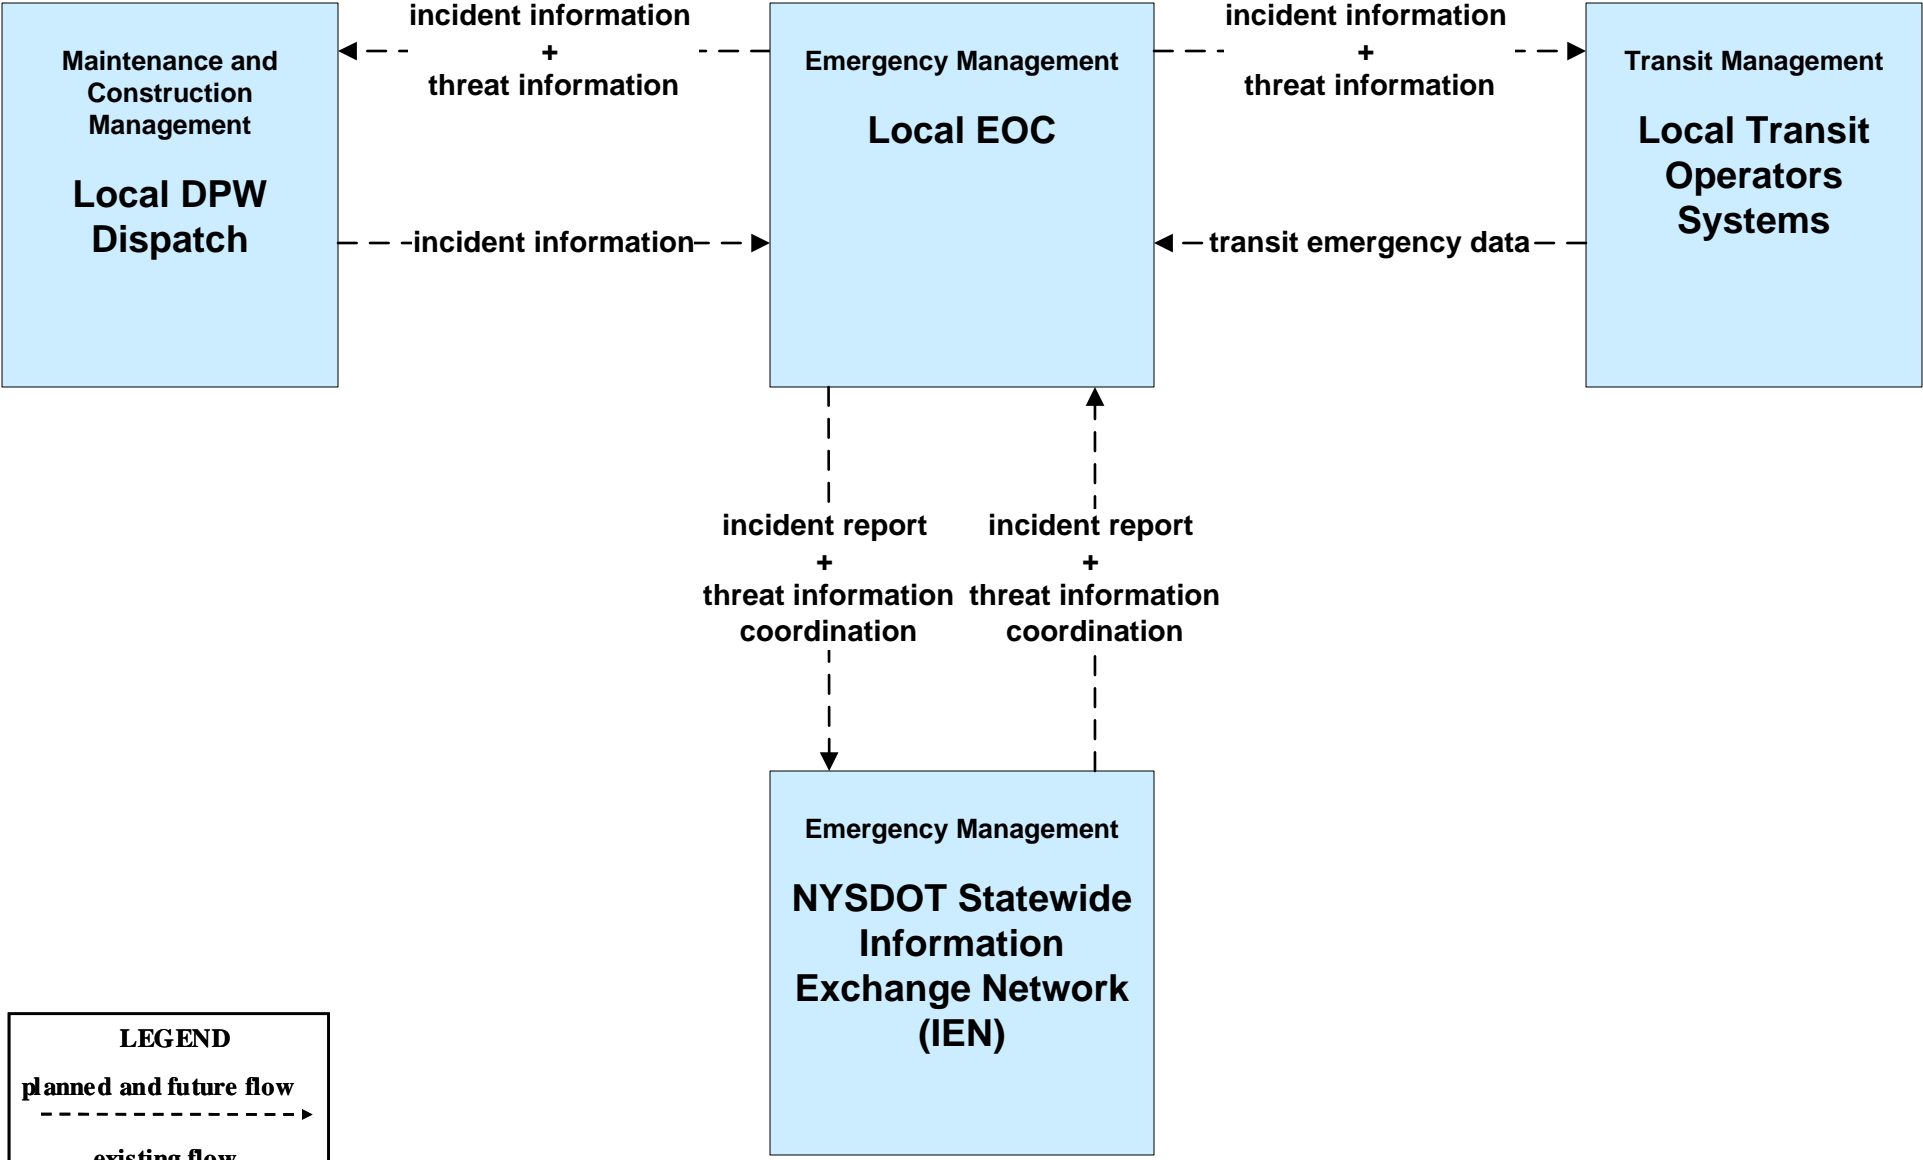 Maintenance and
Construction
Management
Local DPW
Dispatch
incident information
+
threat information
incident information
Emergency Management
Local EOC
incident information
+
threat information
transit emergency data
Transit Management
Local Transit
Operators
Systems
incident report
+
threat information
coordination
incident report
+
threat information
coordination
Emergency Management
NYSDOT Statewide
Information
Exchange Network
(IEN)
LEGEND
planned and future flow
existing flow